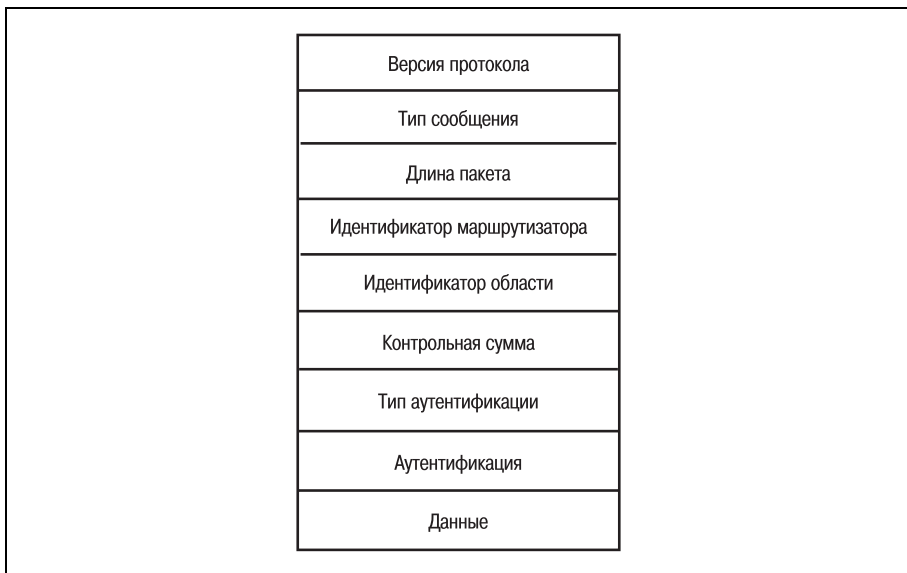 Версия протокола
Тип сообщения
Длина пакета
Идентификатор маршрутизатора
Идентификатор области
Контрольная сумма
Тип аутентификации
Аутентификация
Данные